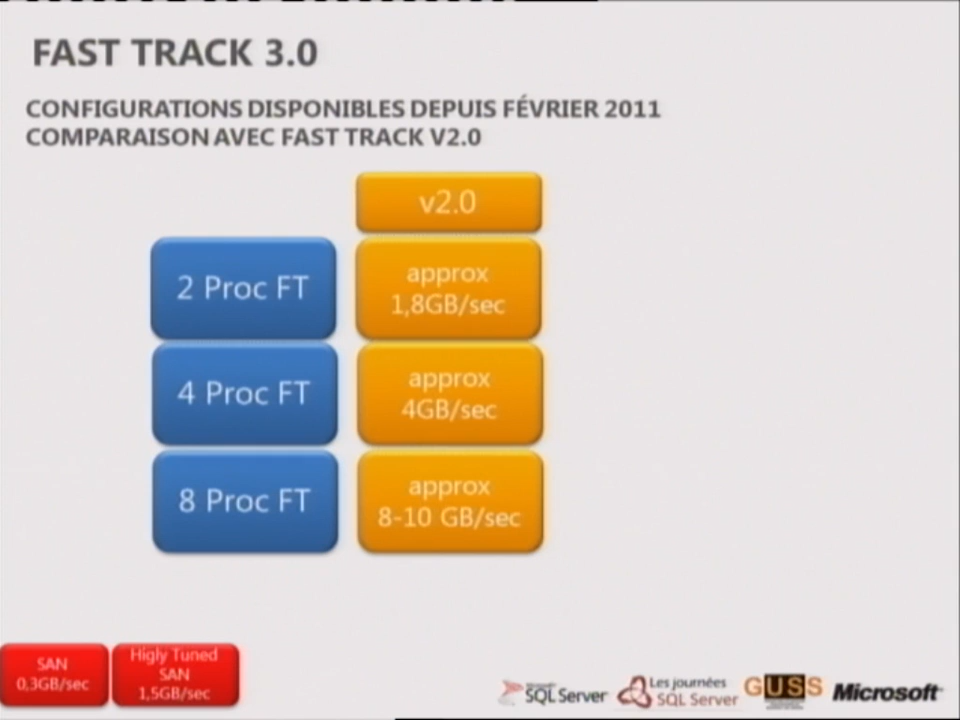 FAST TRACK 3.0
CONFIGURATIONS DISPONIBLES DEPUIS FÉVRIER 2011
COMPARAISON AVEC FAST TRACK V2.0
v2.0
2 Proc FT
approx
1,8GB/sec
4 Proc FT
approx
4GB/sec
8 Proc FT
approx
8-10 GB/sec
SAN
0,3GB/sec
Higly Tuned
SAN
1,5GB/sec
SQL Server
Les journées
SQL Server
GUSS
Microsoft